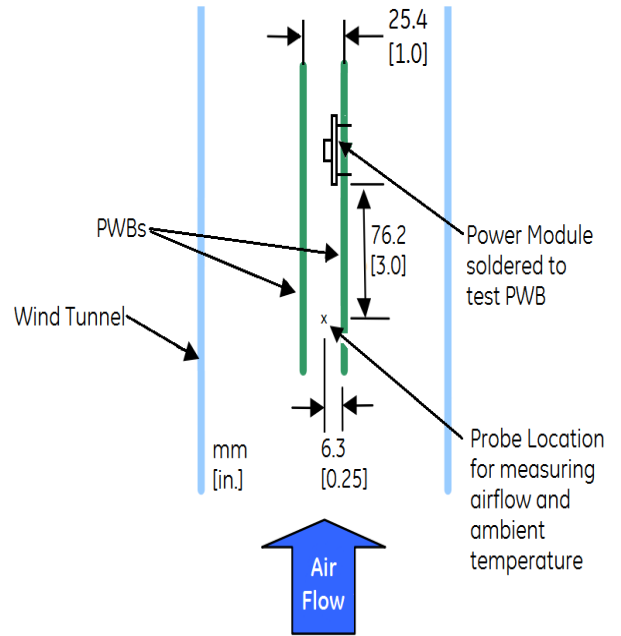 25.4
[1.0]
PWBs
76.2
[3.0]
Power Module
soldered to
test PWB
Wind Tunnel
x
mm
[in.]
6.3
[0.25]
Probe Location
for measuring
airflow and
ambient
temperature
Air
Flow